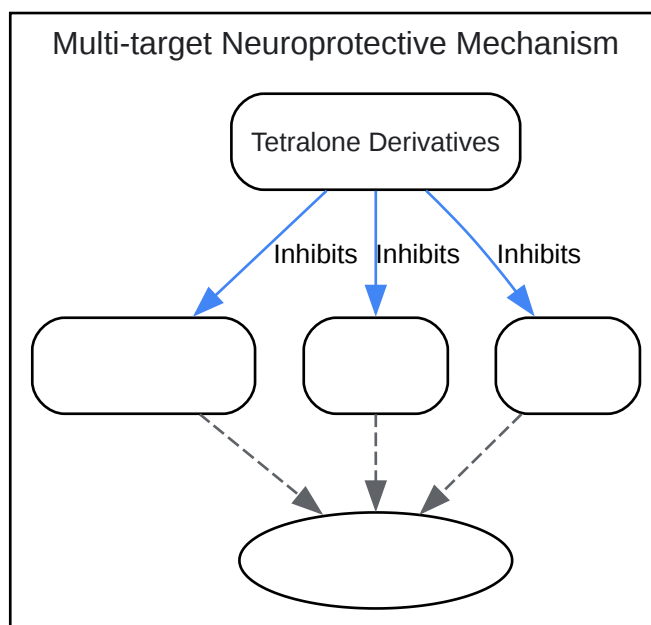 Multi-target Neuroprotective Mechanism
Tetralone Derivatives
Inhibits Inhibits Inhibits